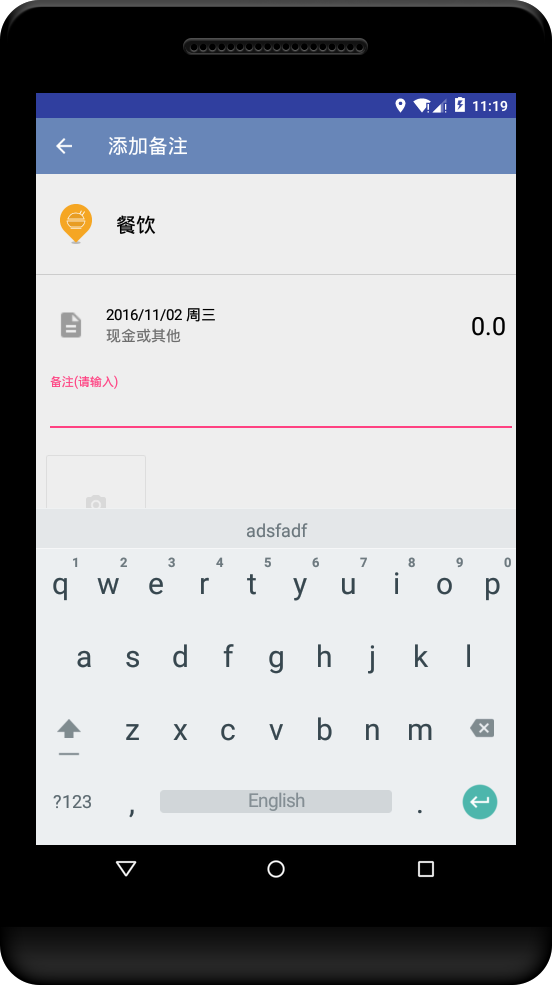 11:19
添加备注
餐饮
2016/11/02 周三
现金或其他
0.0
备注(请输入)
adsfadf
1 2 3 4 5 6 7 8 9 0
q w e r t y u i o p
a s d f g h j k l
z x c v b n m
?123 , English .